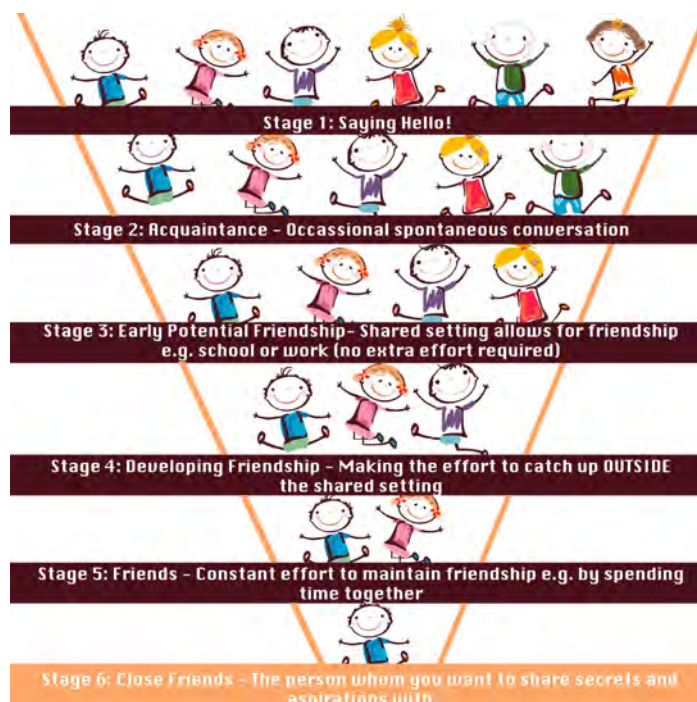 Stage 1: Saying Hello!
Stage 2: Acquaintance - Occassional spontaneous conversation
Stage 3: Early Potential Friendship- Shared setting allows for friendship
e.g. school or work (no extra effort required)
Stage 4: Developing Friendship - Making the effort to catch up OUTSIDE
the shared setting
Stage 5: Friends - Constant effort to maintain friendship e.g. by spending
time together
Stage 6: Close Friends - The person whom you want to share secrets and
aspirations with